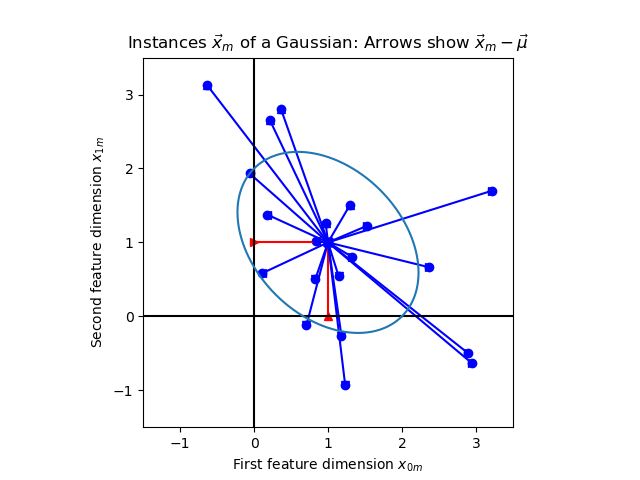 Instances $\vec{x}_m$ of a Gaussian: Arrows show $\vec{x}_m - \vec{\mu}$
3
2
1
0
−1
Second feature dimension $x_{1m}$
−1 0 1 2 3
First feature dimension $x_{0m}$